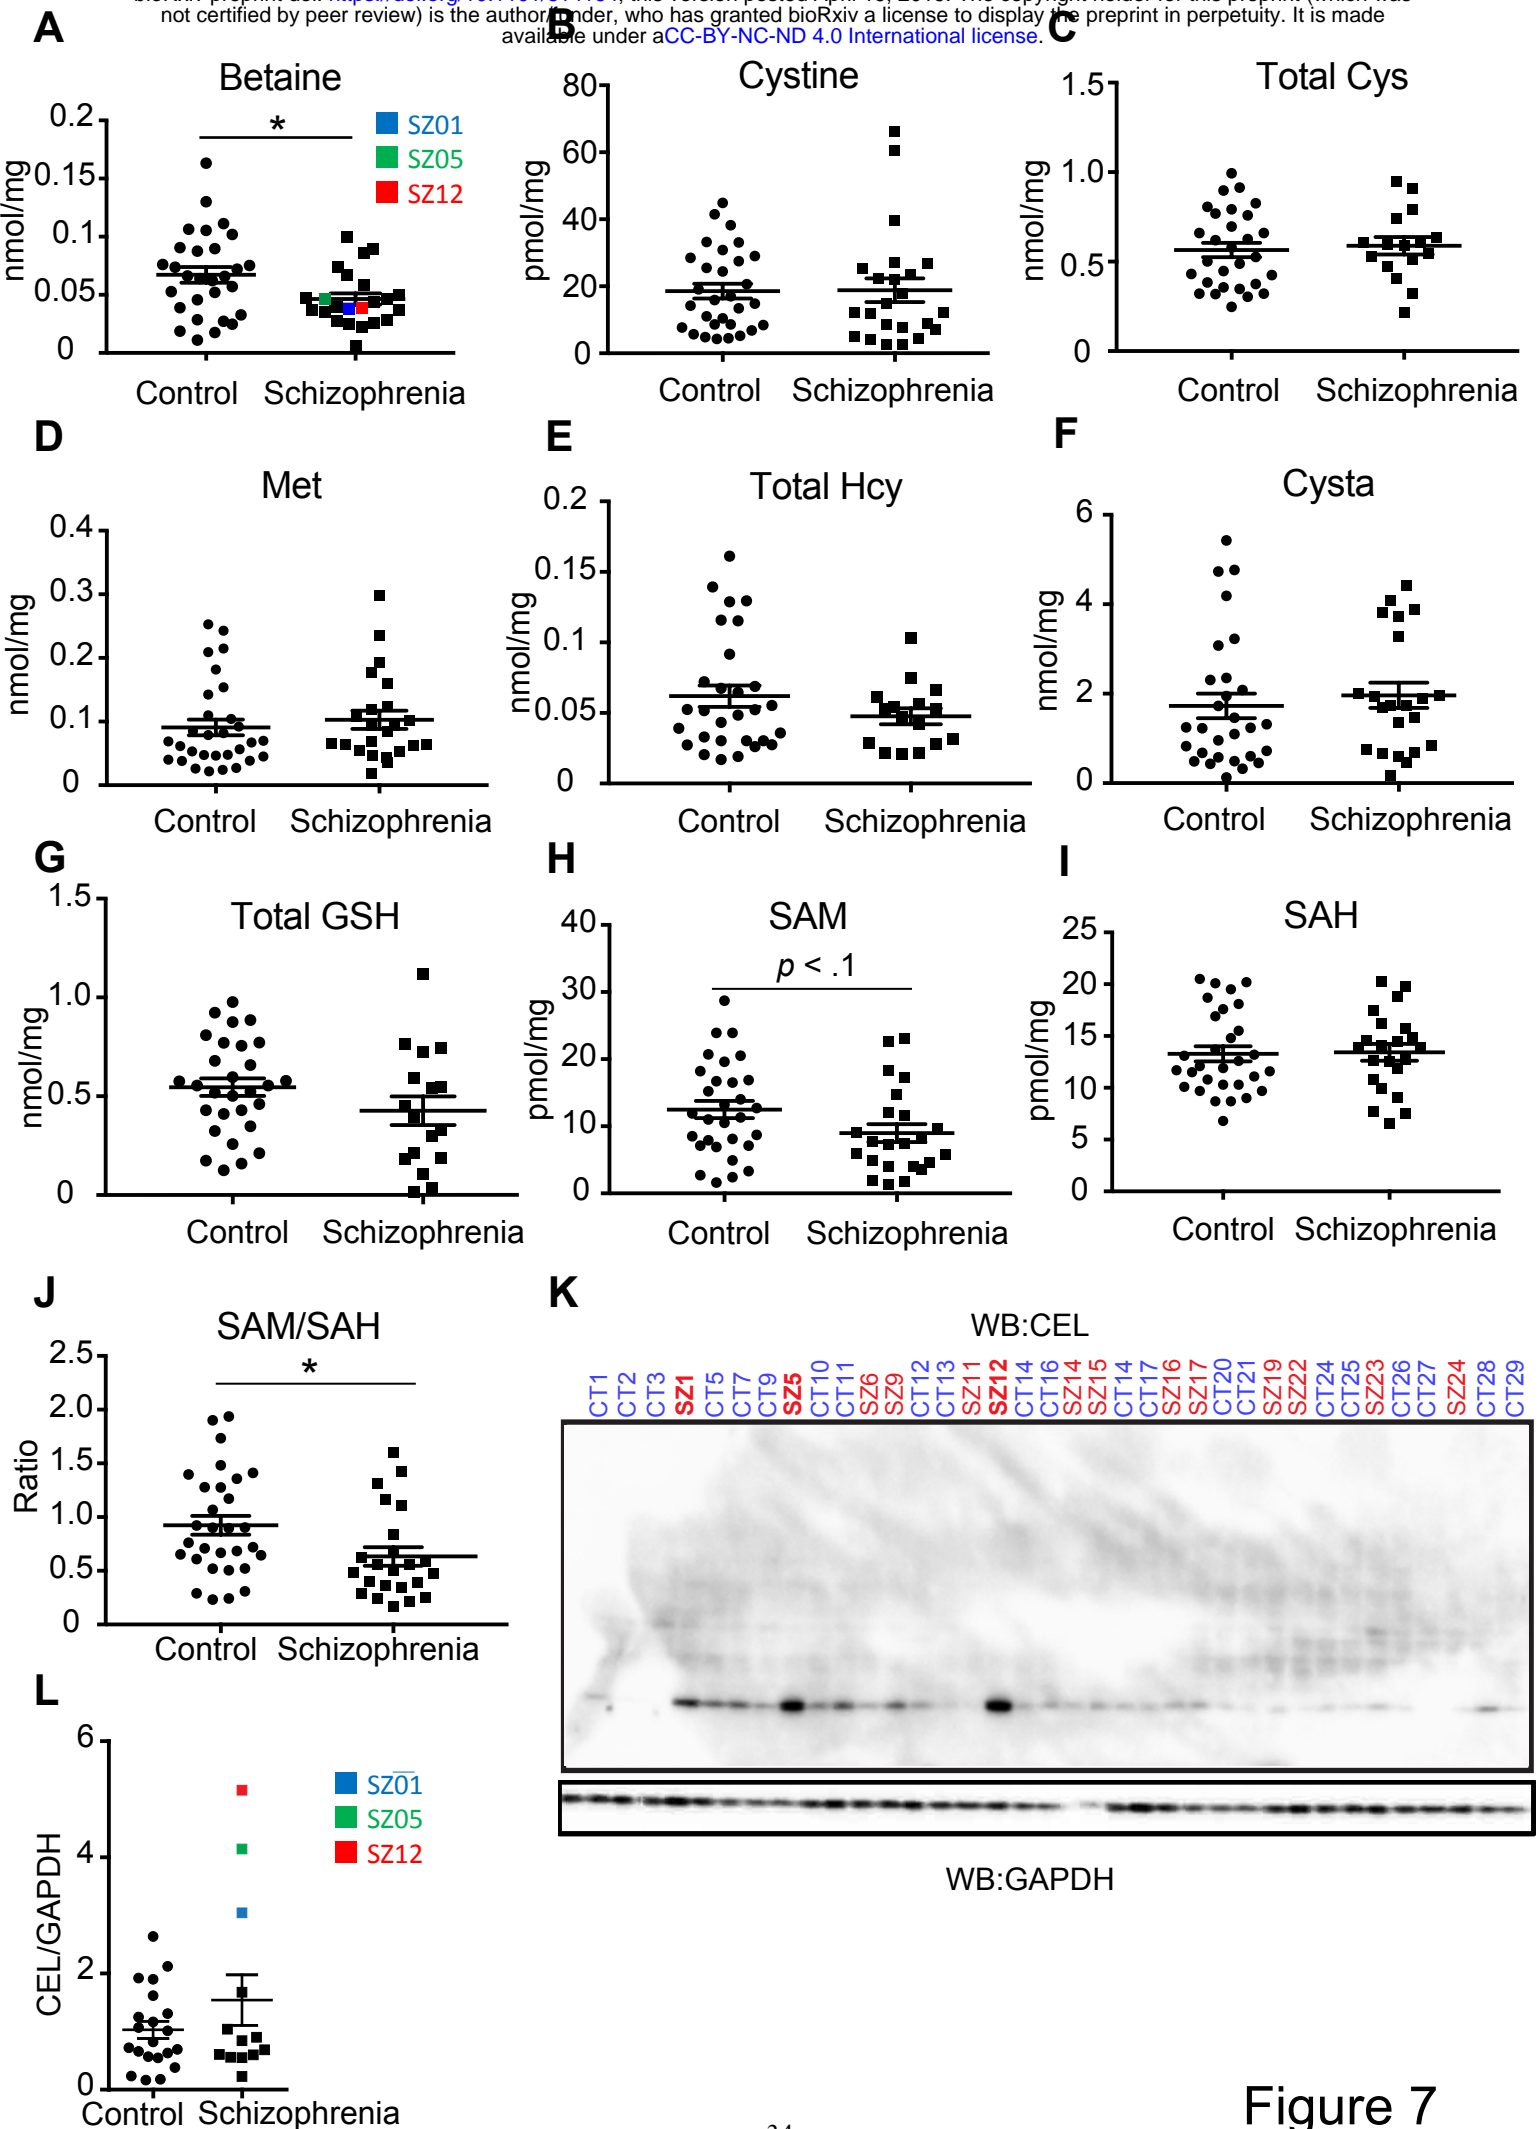 not certified by peer review) is the author/funder, who has granted bioRxiv a license to display the preprint in perpetuity. It is made
available under aCC-BY-NC-ND 4.0 International license.
A
Betaine
0.2
0.15
0.1
0.05
0
nmol/mg
*
SZ01
SZ05
SZ12
Control Schizophrenia
B
Cystine
80
60
40
20
0
pmol/mg
Control Schizophrenia
C
Total Cys
1.5
1.0
0.5
0
nmol/mg
Control Schizophrenia
D
Met
0.4
0.3
0.2
0.1
0
nmol/mg
Control Schizophrenia
E
Total Hcy
0.2
0.15
0.1
0.05
0
nmol/mg
Control Schizophrenia
F
Cysta
6
4
2
0
nmol/mg
Control Schizophrenia
G
Total GSH
1.5
1.0
0.5
0
nmol/mg
Control Schizophrenia
H
SAM
p < .1
40
30
20
10
0
pmol/mg
Control Schizophrenia
I
SAH
25
20
15
10
5
0
pmol/mg
Control Schizophrenia
J
SAM/SAH
*
2.5
2.0
1.5
1.0
0.5
0
Ratio
Control Schizophrenia
K
WB:CEL
CT1
CT2
CT3
SZ1
CT5
CT7
CT9
SZ5
CT10
CT11
SZ6
SZ9
CT12
CT13
SZ11
SZ12
CT14
CT16
SZ14
SZ15
CT14
CT17
SZ16
SZ17
CT20
CT21
SZ19
SZ22
CT24
CT25
SZ23
CT26
CT27
SZ24
CT28
CT29
WB:GAPDH
L
6
4
2
0
CEL/GAPDH
SZ01
SZ05
SZ12
Control Schizophrenia
Figure 7